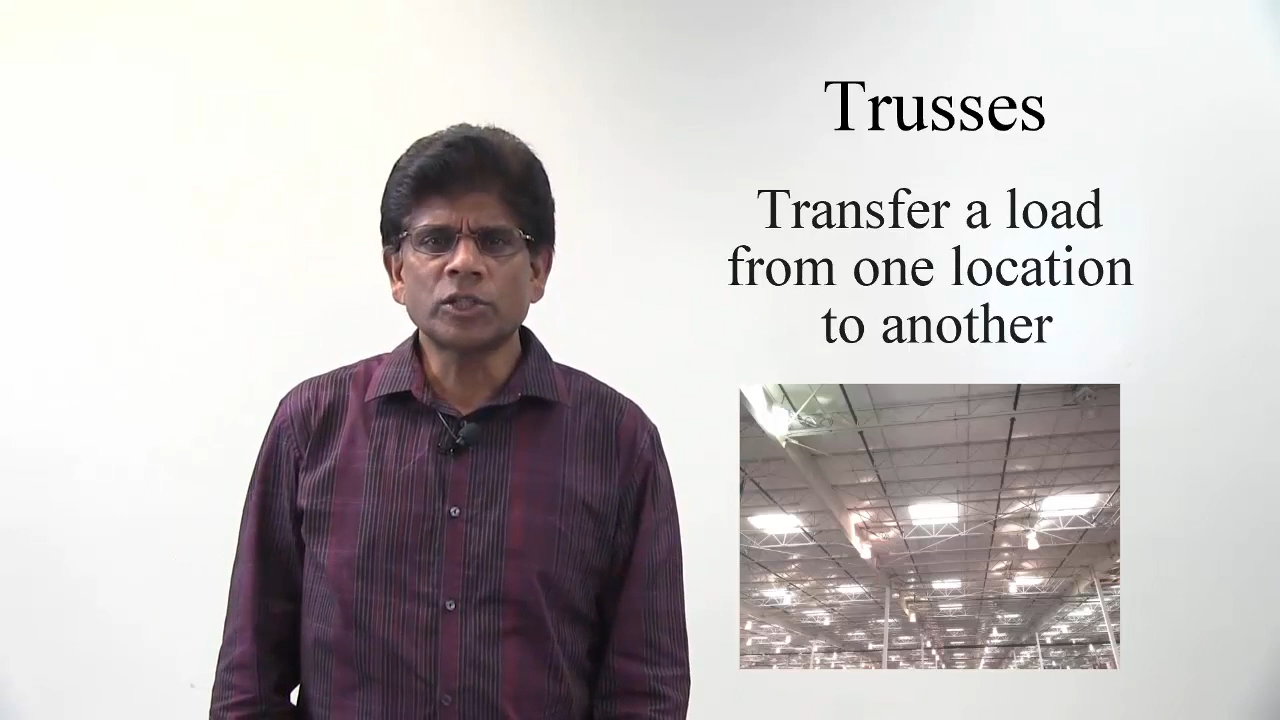 Trusses
Transfer a load
from one location
to another